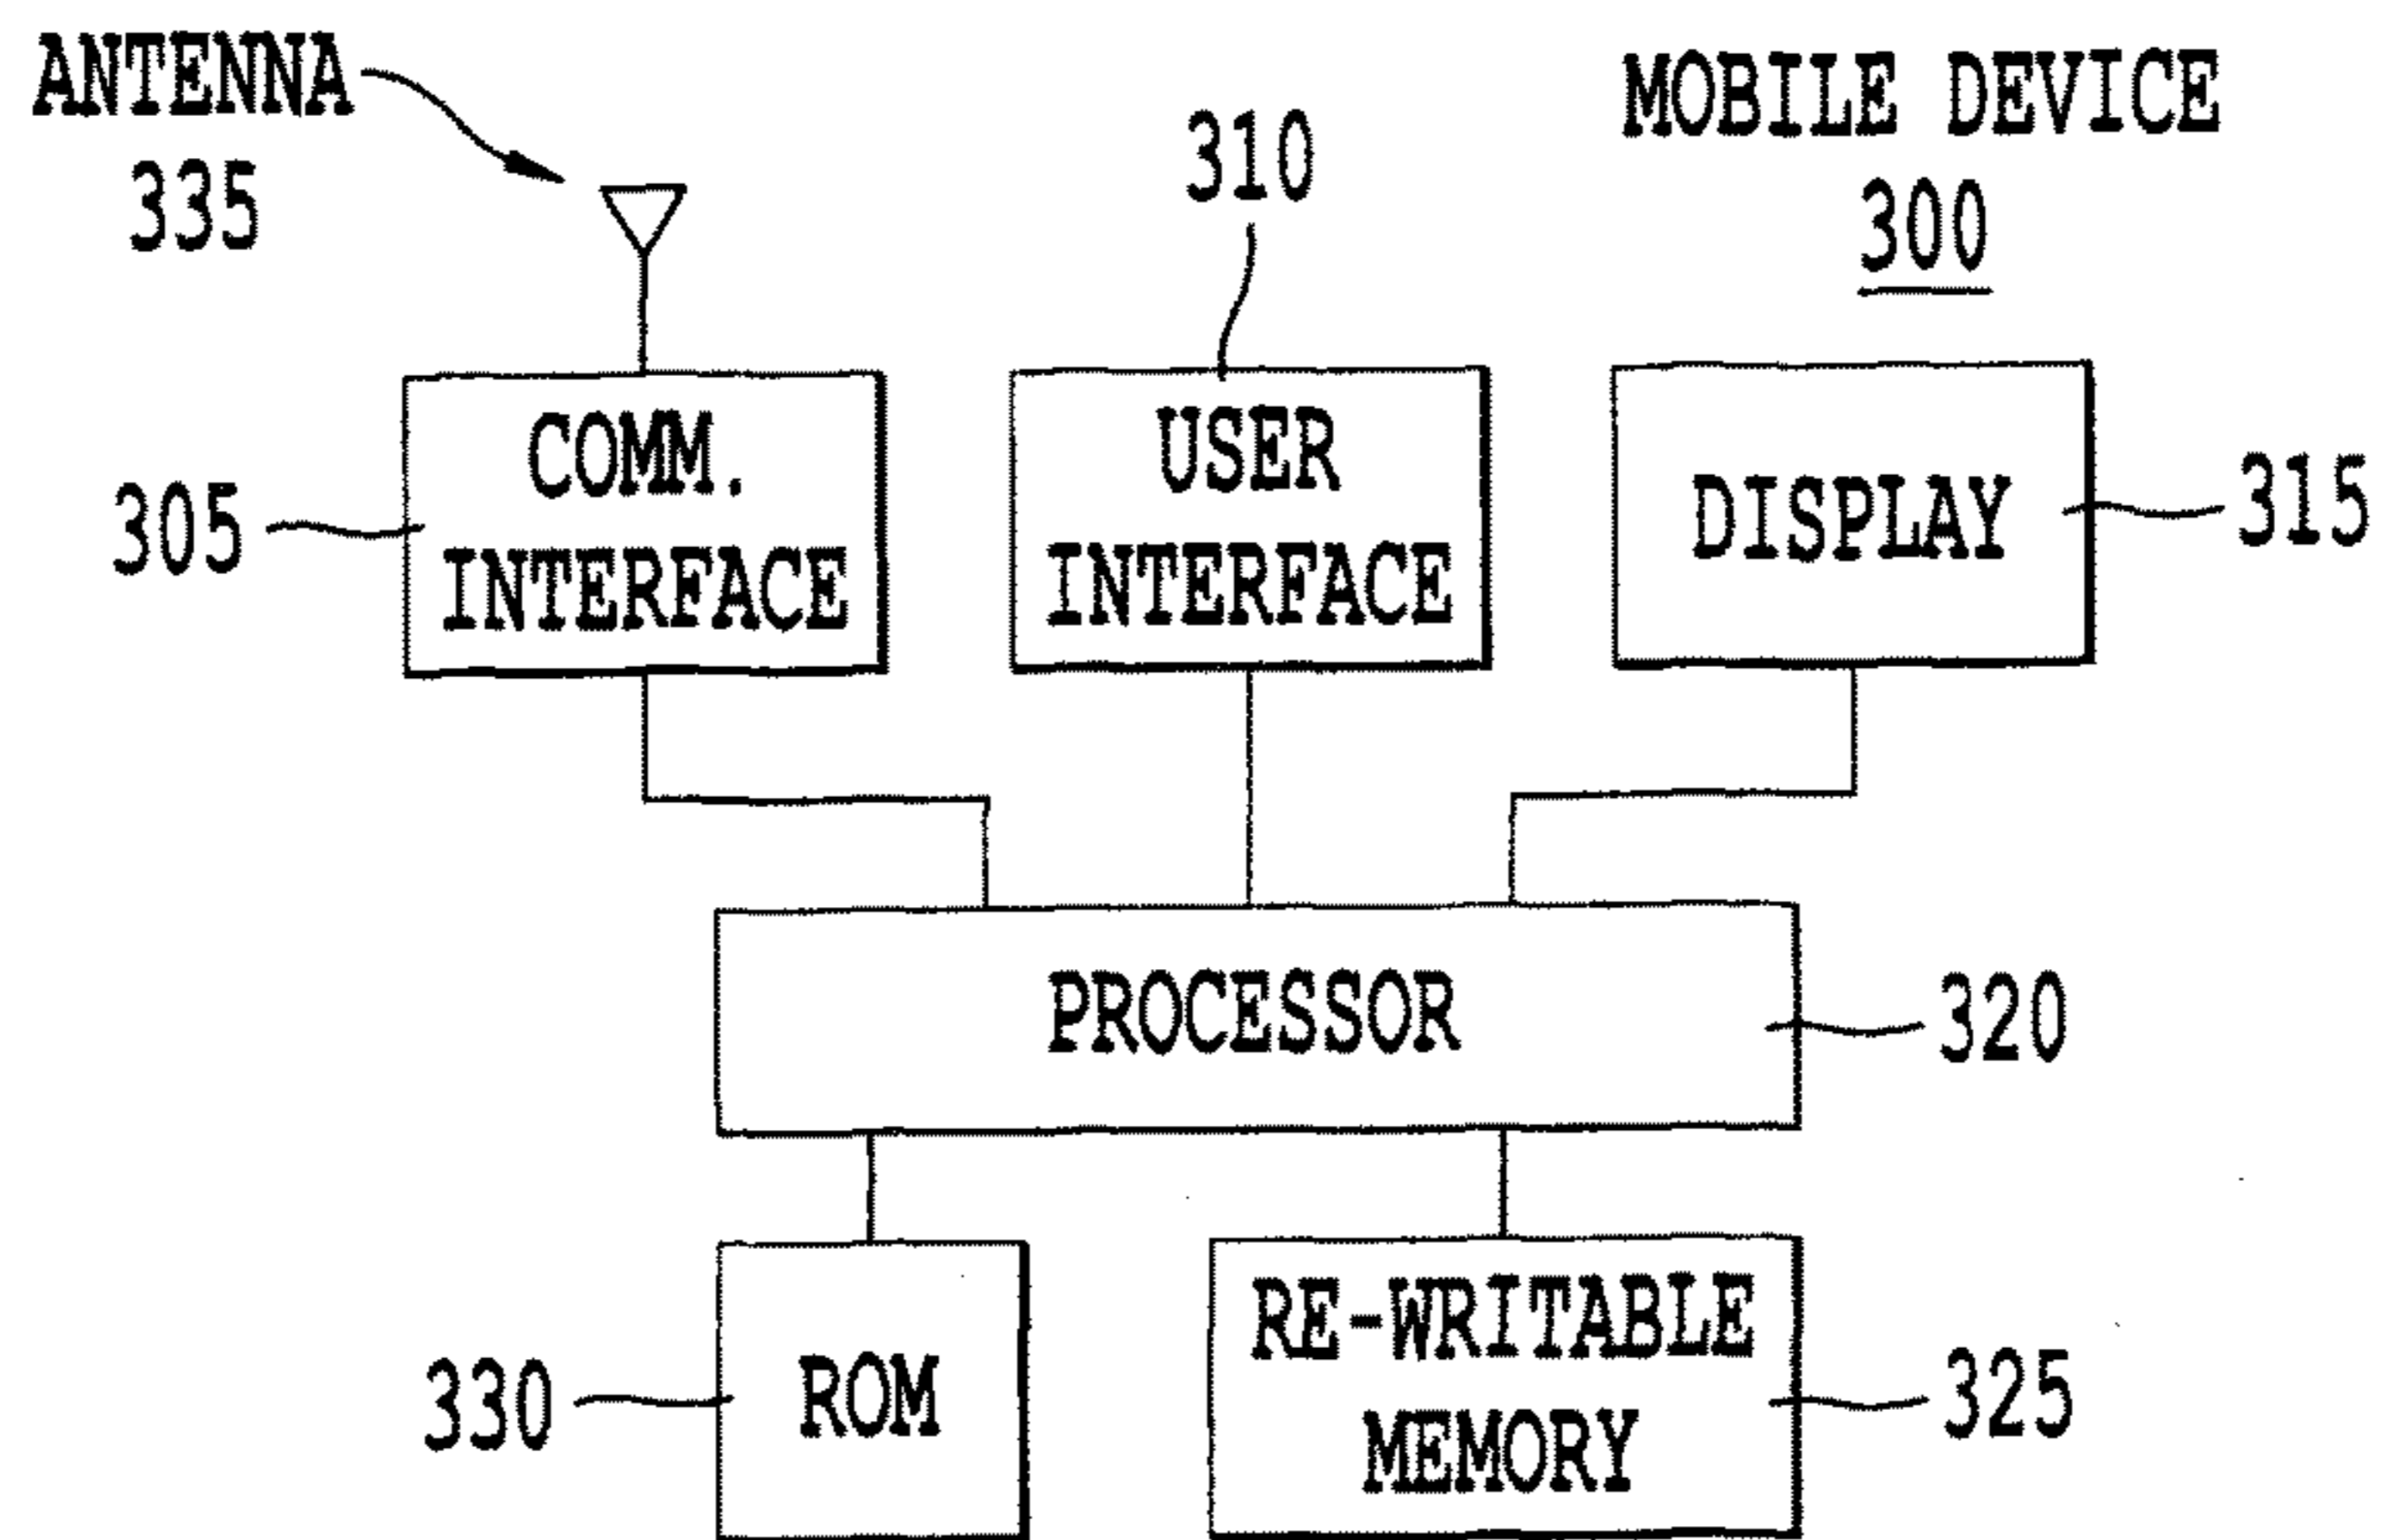 ANTENNA
335
310
MOBILE DEVICE
300
305
COMM.
INTERFACE
USER
INTERFACE
DISPLAY
315
PROCESSOR
320
330
ROM
RE-WRITABLE
MEMORY
325